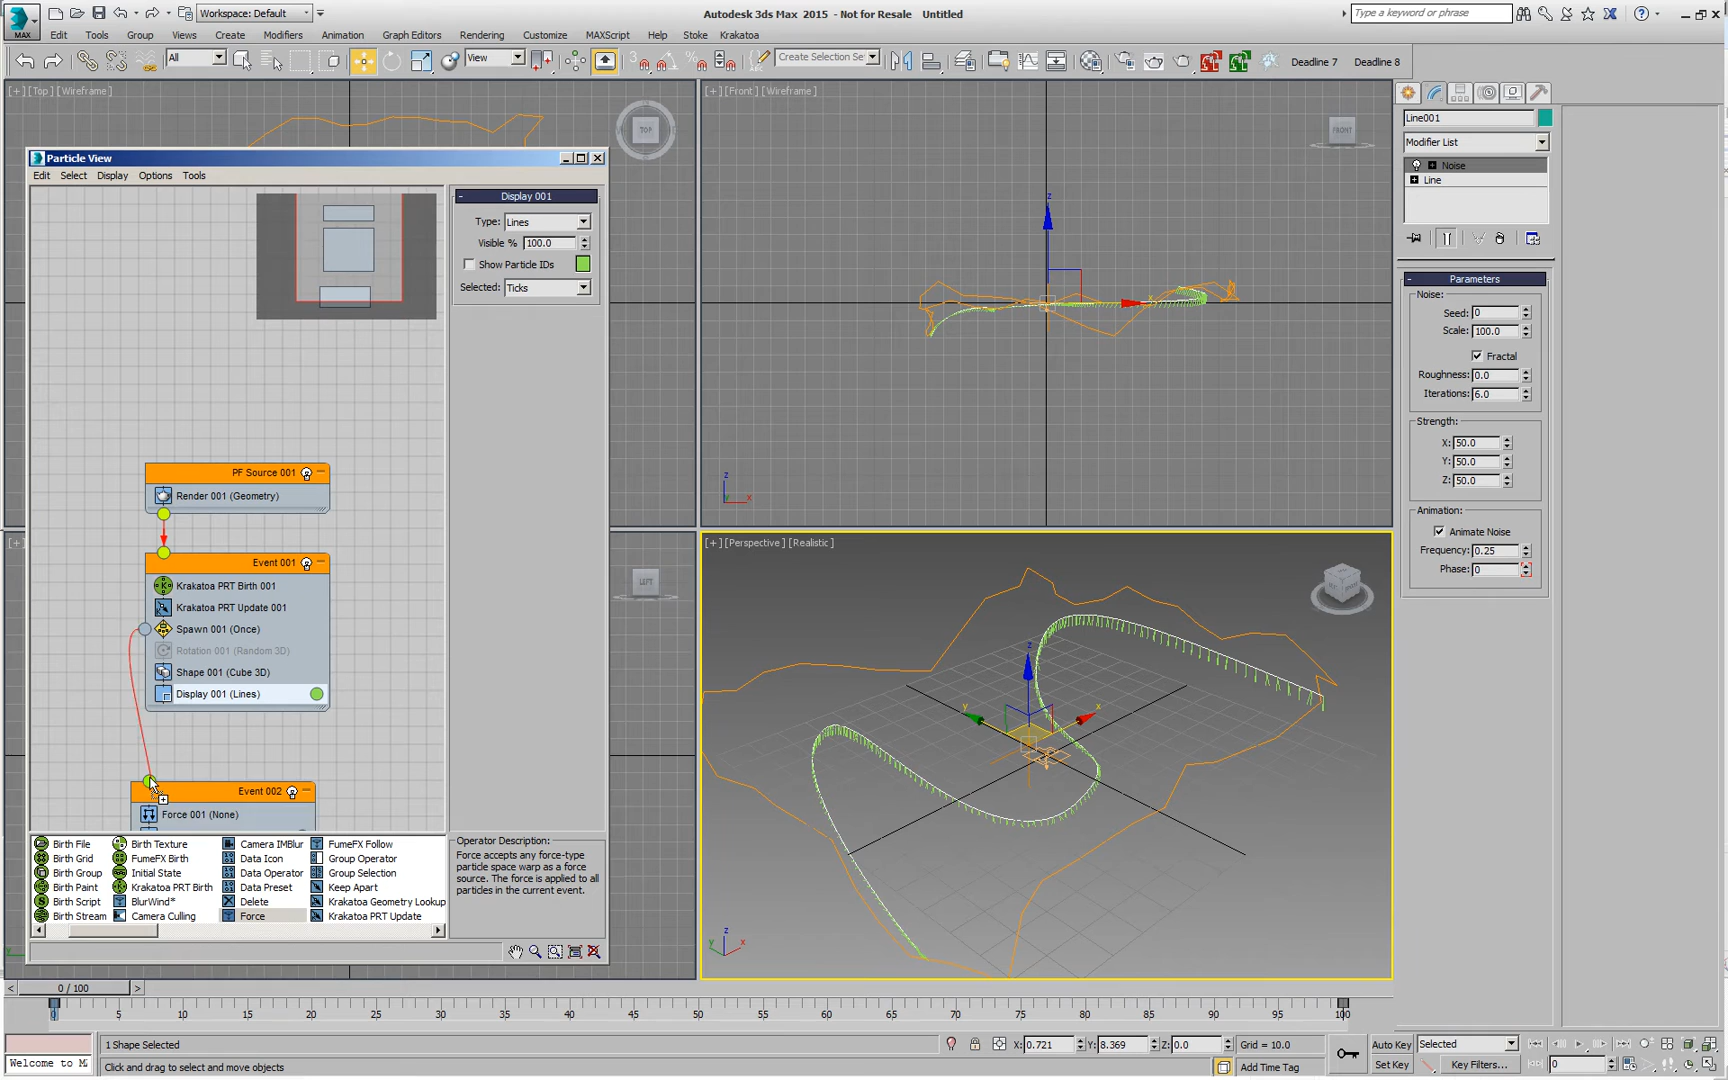 Workspace: Default
Autodesk 3ds Max 2015 - Not for Resale Untitled
Type a keyword or phrase
MAX
Edit Tools Group Views Create Modifiers Animation Graph Editors Rendering Customize MAXScript Help Stoke Krakatoa
All
View
Create Selection Se
Deadline 7 Deadline 8
[+] [Top] [Wireframe]
TOP
[+] [Front] [Wireframe]
FRONT
Line001
Modifier List
Noise
Line
Particle View
Edit Select Display Options Tools
Display 001
Type: Lines
Visible % 100.0
Show Particle IDs
Selected: Ticks
PF Source 001
Render 001 (Geometry)
Event 001
Krakatoa PRT Birth 001
Krakatoa PRT Update 001
Spawn 001 (Once)
Rotation 001 (Random 3D)
Shape 001 (Cube 3D)
Display 001 (Lines)
Event 002
Force 001 (None)
Birth File Birth Texture Camera IMBlur FumeFX Follow
Birth Grid FumeFX Birth Data Icon Group Operator
Birth Group Initial State Data Operator Group Selection
Birth Paint Krakatoa PRT Birth Data Preset Keep Apart
Birth Script BlurWind* Delete Krakatoa Geometry Lookup
Birth Stream Camera Culling Force Krakatoa PRT Update
Operator Description:
Force accepts any force-type
particle space warp as a force
source. The force is applied to all
particles in the current event.
Parameters
Noise:
Seed: 0
Scale: 100.0
Fractal
Roughness: 0.0
Iterations: 6.0
Strength:
X: 50.0
Y: 50.0
Z: 50.0
Animation:
Animate Noise
Frequency: 0.25
Phase: 0
z
x
z
x
[+]
LEFT
[+] [Perspective] [Realistic]
z
y
x
z
y
x
< 0 / 100 >
0 5 10 15 20 25 30 35 40 45 50 55 60 65 70 75 80 85 90 95 100
1 Shape Selected
X: 0.721 Y: 8.369 Z: 0.0
Grid = 10.0
Auto Key Selected
Welcome to M
Click and drag to select and move objects
Add Time Tag
Set Key Key Filters...
0